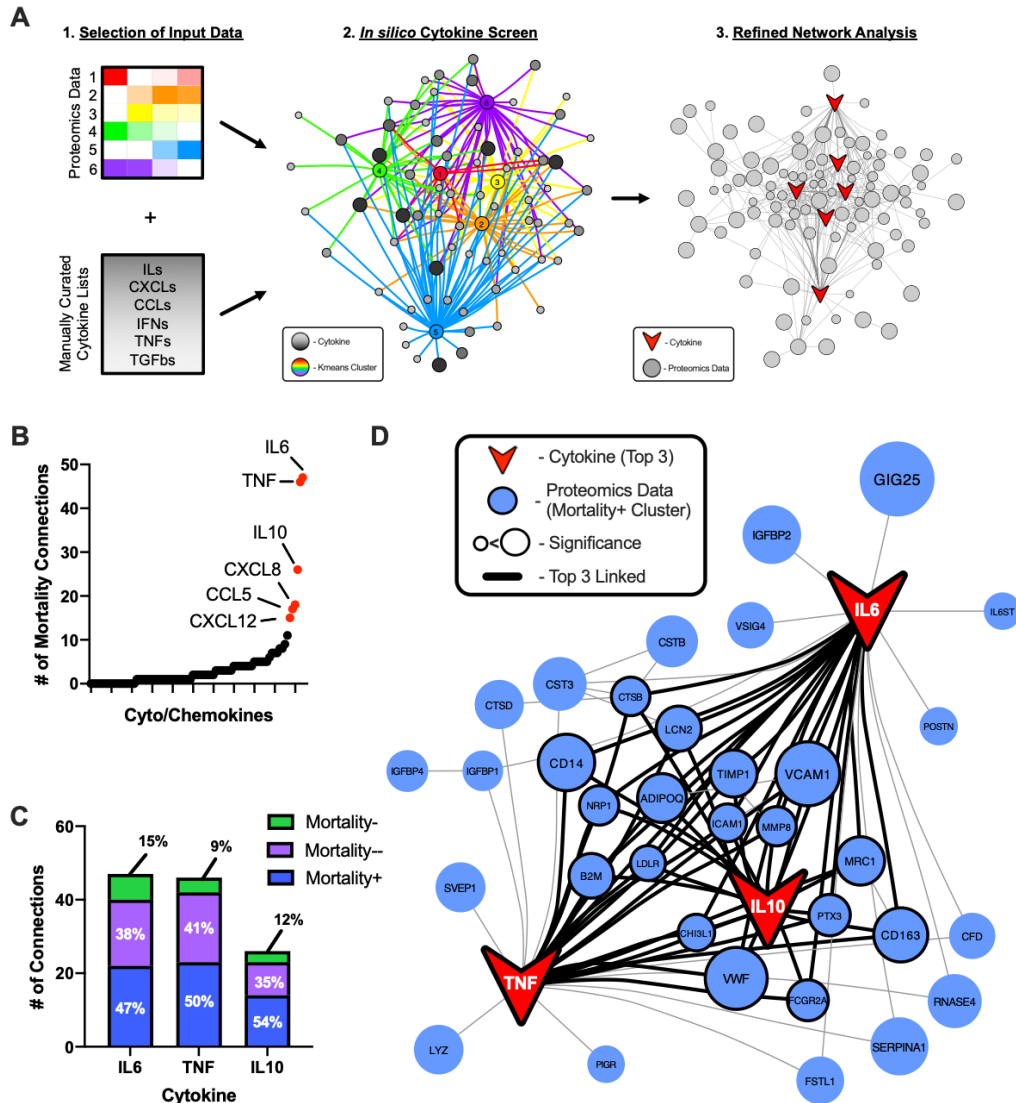 A
1. Selection of Input Data
2. In silico Cytokine Screen
3. Refined Network Analysis
Proteomics Data
1
2
3
4
5
6
+
Manually Curated
Cytokine Lists
ILs
CXCLs
CCLs
IFNs
TNFs
TGFbs
6
4
1
3
2
5
- Cytokine
- Kmeans Cluster
- Cytokine
- Proteomics Data
B
# of Mortality Connections
50
40
30
20
10
0
IL6
TNF
IL10
CXCL8
CCL5
CXCL12
Cyto/Chemokines
C
# of Connections
60
40
20
0
15%
9%
12%
38%
41%
35%
47%
50%
54%
IL6
TNF
IL10
Cytokine
Mortality-
Mortality--
Mortality+
D
- Cytokine (Top 3)
- Proteomics Data
(Mortality+ Cluster)
< - Significance
- Top 3 Linked
GIG25
IGFBP2
IL6
IL6ST
VSIG4
CSTB
CST3
CTSB
CTSD
LCN2
POSTN
CD14
TIMP1
VCAM1
IGFBP4
IGFBP1
NRP1
ADIPOQ
ICAM1
MMP8
LDLR
MRC1
B2M
SVEP1
IL10
PTX3
CHI3L1
CD163
CFD
TNF
VWF
FCGR2A
RNASE4
LYZ
PIGR
SERPINA1
FSTL1